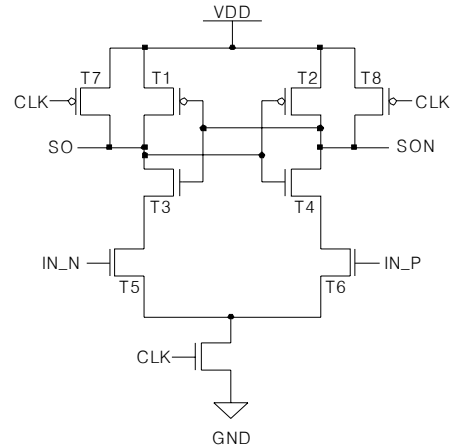 VDD
T7 T1 T2 T8
CLK CLK
SO SON
T3 T4
IN_N IN_P
T5 T6
CLK
GND